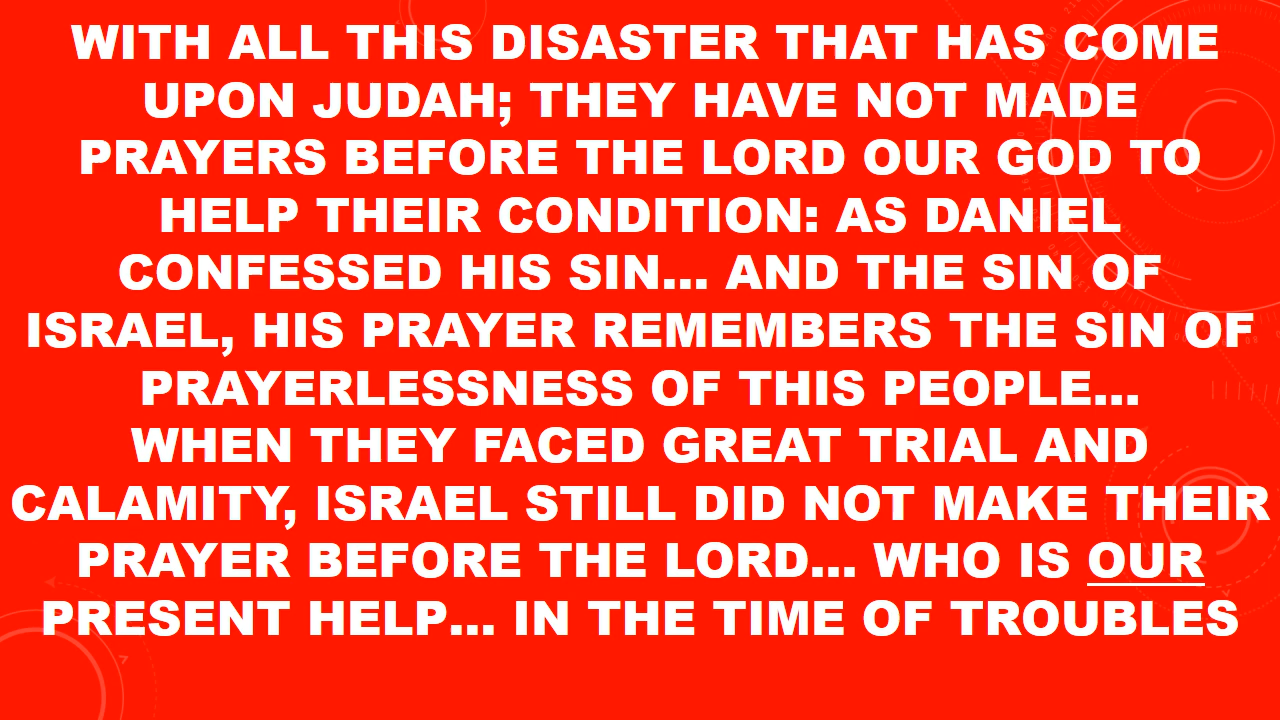 WITH ALL THIS DISASTER THAT HAS COME
UPON JUDAH; THEY HAVE NOT MADE
PRAYERS BEFORE THE LORD OUR GOD TO
HELP THEIR CONDITION: AS DANIEL
CONFESSED HIS SIN... AND THE SIN OF
ISRAEL, HIS PRAYER REMEMBERS THE SIN OF
PRAYERLESSNESS OF THIS PEOPLE...
WHEN THEY FACED GREAT TRIAL AND
CALAMITY, ISRAEL STILL DID NOT MAKE THEIR
PRAYER BEFORE THE LORD... WHO IS OUR
PRESENT HELP... IN THE TIME OF TROUBLES